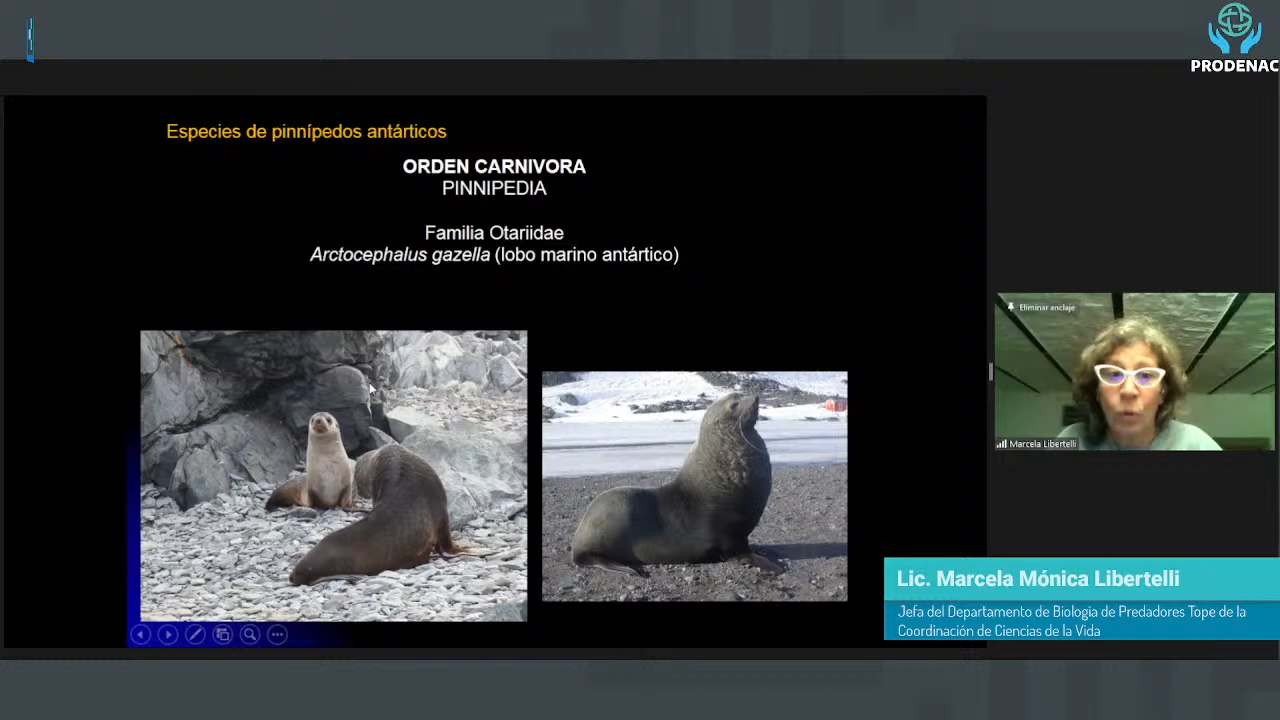 PRODENAC
Especies de pinnípedos antárticos
ORDEN CARNIVORA
PINNIPEDIA
Familia Otariidae
Arctocephalus gazella (lobo marino antártico)
Eliminar anclaje
Marcela Libertelli
Lic. Marcela Mónica Libertelli
Jefa del Departamento de Biologia de Predadores Tope de la
Coordinación de Ciencias de la Vida